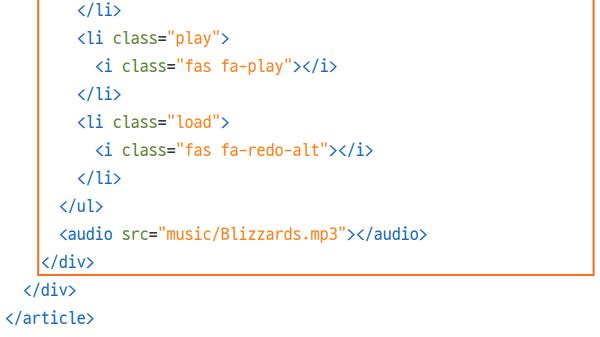 </li>
<li class="play">
<i class="fas fa-play"></i>
</li>
<li class="load">
<i class="fas fa-redo-alt"></i>
</li>
</ul>
<audio src="music/Blizzards.mp3"></audio>
</div>
</div>
</article>